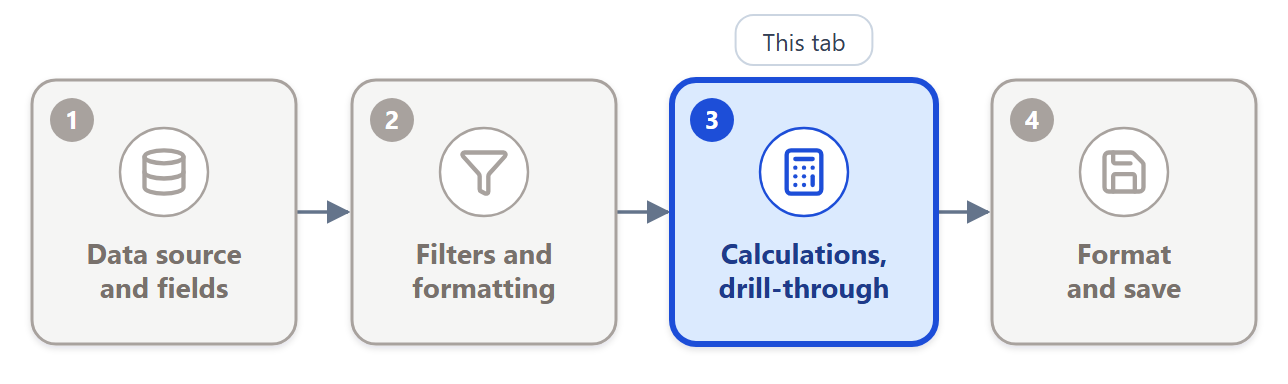 This tab
1
Data source
and fields
2
Filters and
formatting
3
Calculations,
drill-through
4
Format
and save